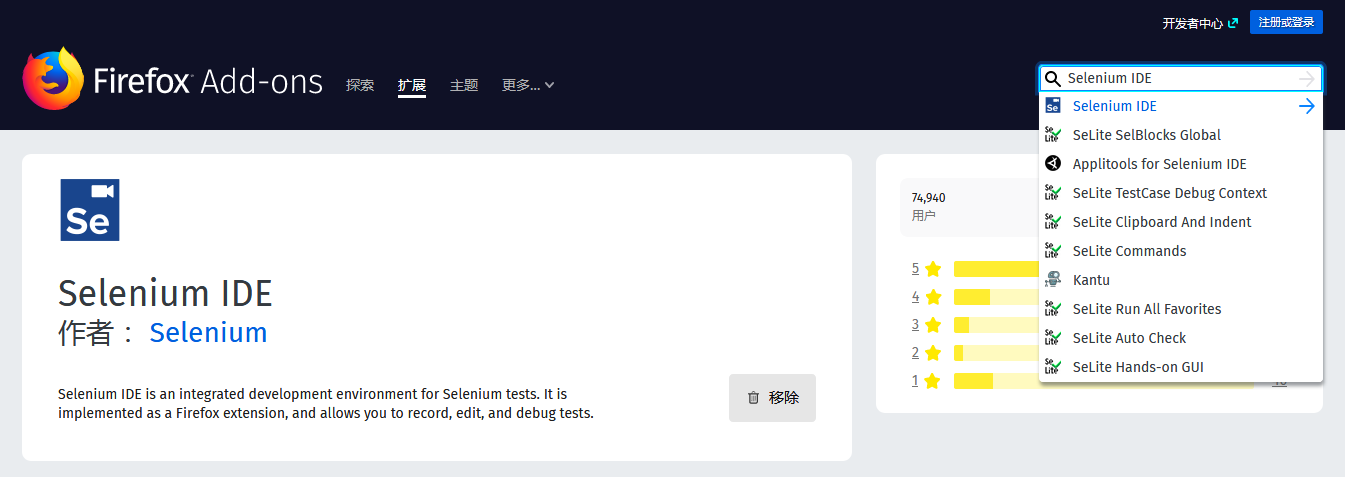 开发者中心
注册或登录
Firefox Add-ons
探索
扩展
主题
更多...
Selenium IDE
Selenium IDE
SeLite SelBlocks Global
Applitools for Selenium IDE
SeLite TestCase Debug Context
SeLite Clipboard And Indent
SeLite Commands
Kantu
SeLite Run All Favorites
SeLite Auto Check
SeLite Hands-on GUI
Se
Selenium IDE
作者： Selenium
Selenium IDE is an integrated development environment for Selenium tests. It is
implemented as a Firefox extension, and allows you to record, edit, and debug tests.
移除
74,940
用户
5
4
3
2
1